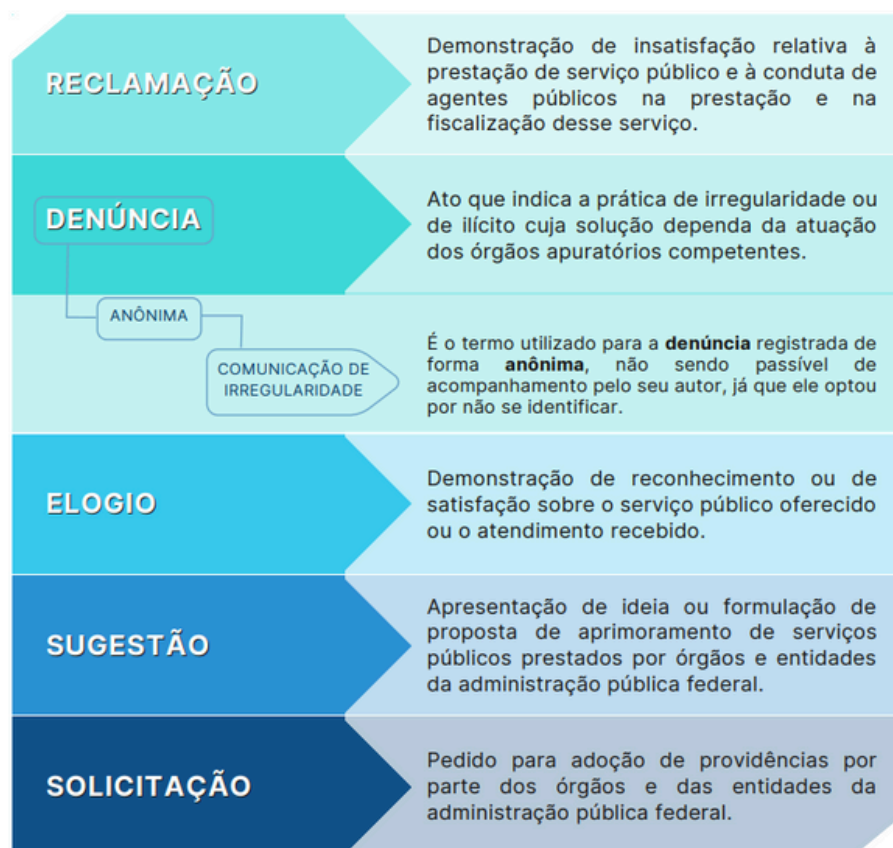 RECLAMAÇÃO
Demonstração de insatisfação relativa à
prestação de serviço público e à conduta de
agentes públicos na prestação e na
fiscalização desse serviço.
DENÚNCIA
Ato que indica a prática de irregularidade ou
de ilícito cuja solução dependa da atuação
dos órgãos apuratórios competentes.
ANÔNIMA
COMUNICAÇÃO DE
IRREGULARIDADE
É o termo utilizado para a denúncia registrada de
forma anônima, não sendo passível de
acompanhamento pelo seu autor, já que ele optou
por não se identificar.
ELOGIO
Demonstração de reconhecimento ou de
satisfação sobre o serviço público oferecido
ou o atendimento recebido.
SUGESTÃO
Apresentação de ideia ou formulação de
proposta de aprimoramento de serviços
públicos prestados por órgãos e entidades
da administração pública federal.
SOLICITAÇÃO
Pedido para adoção de providências por
parte dos órgãos e das entidades da
administração pública federal.